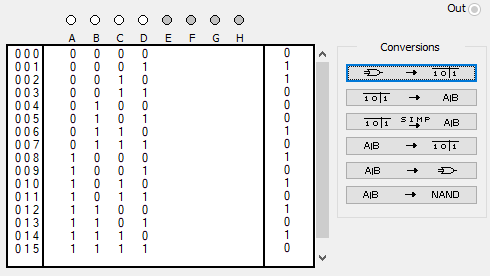 Out
A B C D E F G H
000 0 0 0 0 0
001 0 0 0 1 1
002 0 0 1 0 1
003 0 0 1 1 1
004 0 1 0 0 0
005 0 1 0 1 0
006 0 1 1 0 1
007 0 1 1 1 0
008 1 0 0 0 1
009 1 0 0 1 0
010 1 0 1 0 1
011 1 0 1 1 0
012 1 1 0 0 1
013 1 1 0 1 0
014 1 1 1 0 1
015 1 1 1 1 0
Conversions
→ 10|1
10|1 → A|B
10|1 SIMP → A|B
A|B → 10|1
A|B →
A|B → NAND